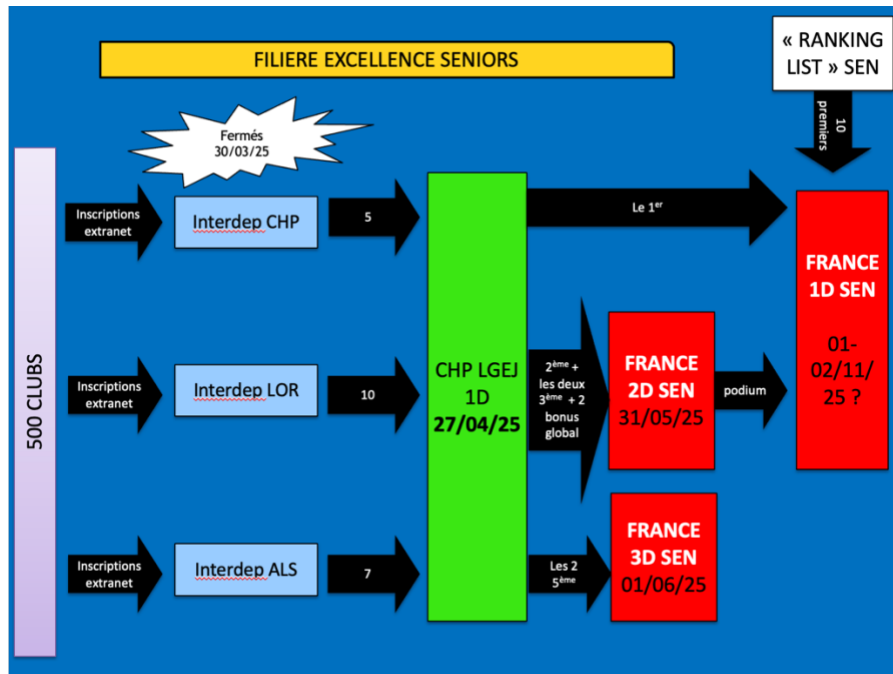 FILIERE EXCELLENCE SENIORS
« RANKING
LIST » SEN
10
premiers
Fermés
30/03/25
500 CLUBS
Inscriptions
extranet
Interdep CHP
5
Le 1er
Inscriptions
extranet
Interdep LOR
10
CHP LGEJ
1D
27/04/25
2ème +
les deux
3ème + 2
bonus
global
FRANCE
2D SEN
31/05/25
podium
FRANCE
1D SEN
01-
02/11/
25 ?
Inscriptions
extranet
Interdep ALS
7
Les 2
5ème
FRANCE
3D SEN
01/06/25